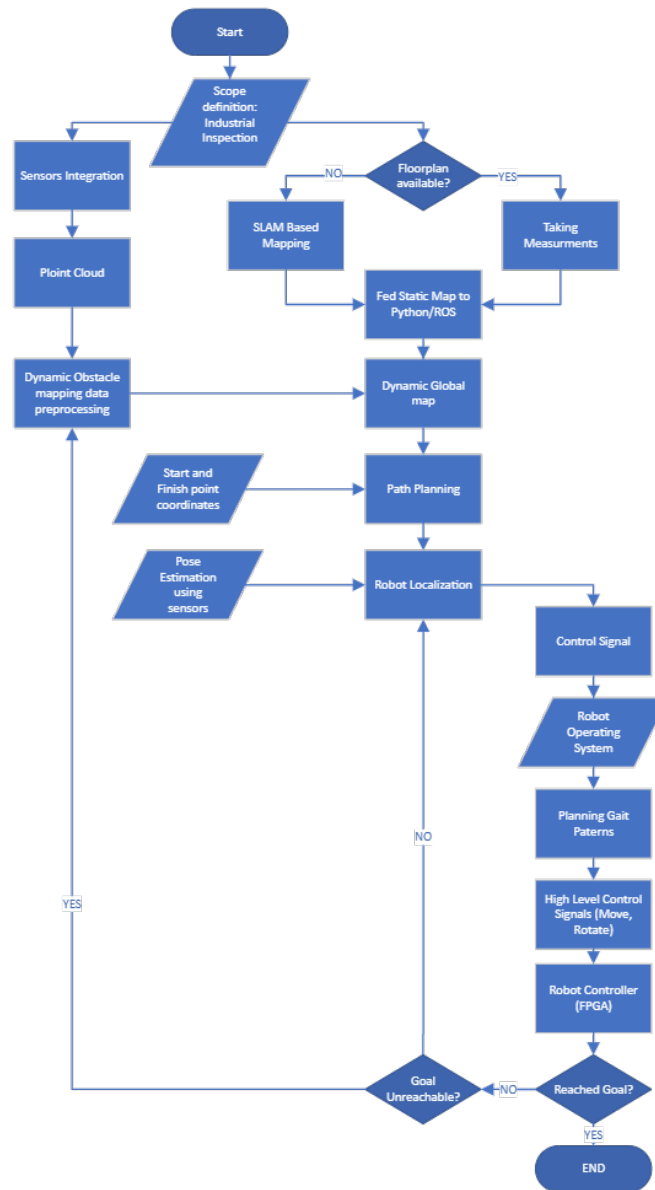 Start
Scope
definition:
Industrial
Inspection
Sensors Integration
Floorplan
available?
NO
YES
SLAM Based
Mapping
Taking
Measurments
Ploint Cloud
Fed Static Map to
Python/ROS
Dynamic Obstacle
mapping data
preprocessing
Dynamic Global
map
Start and
Finish point
coordinates
Path Planning
Pose
Estimation
using
sensors
Robot Localization
Control Signal
Robot
Operating
System
Planning Gait
Paterns
NO
YES
High Level Control
Signals (Move,
Rotate)
Robot Controller
(FPGA)
Goal
Unreachable?
NO
Reached Goal?
YES
END